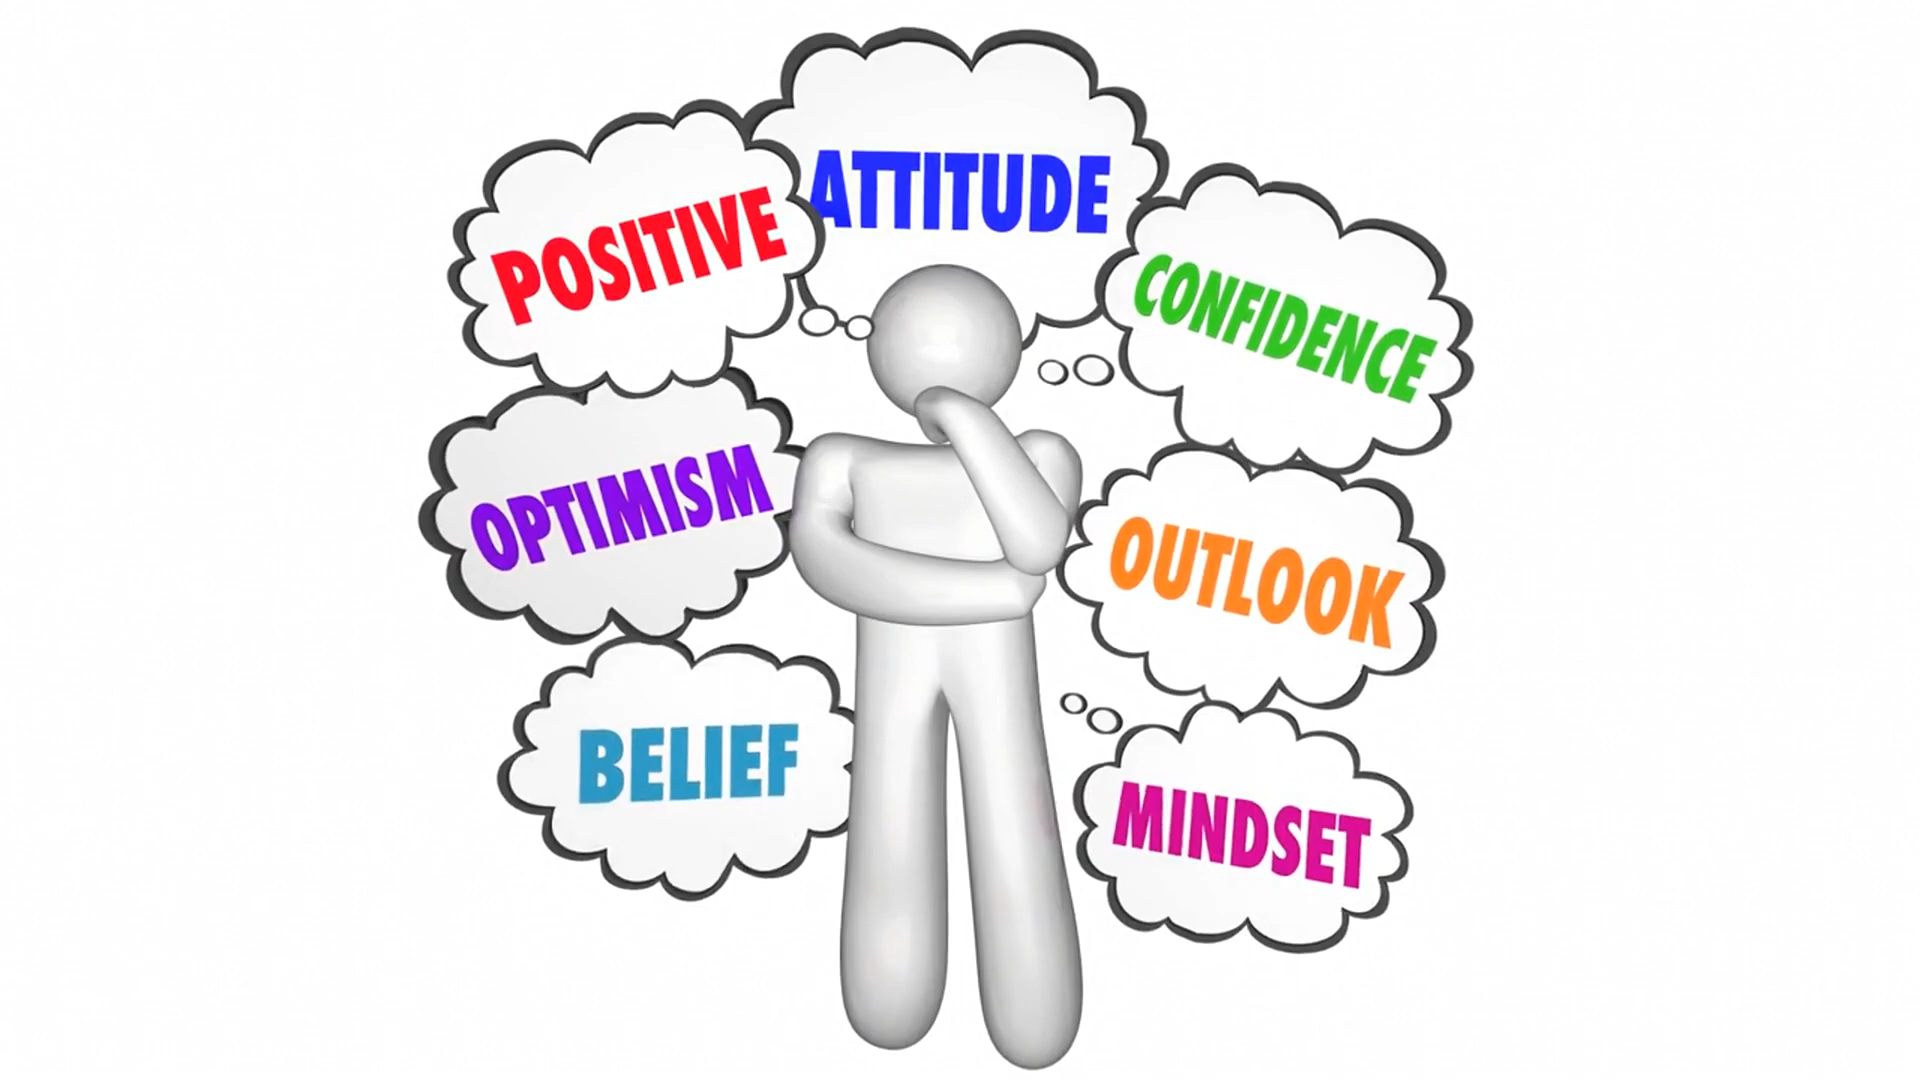 POSITIVE
ATTITUDE
CONFIDENCE
OPTIMISM
OUTLOOK
BELIEF
MINDSET